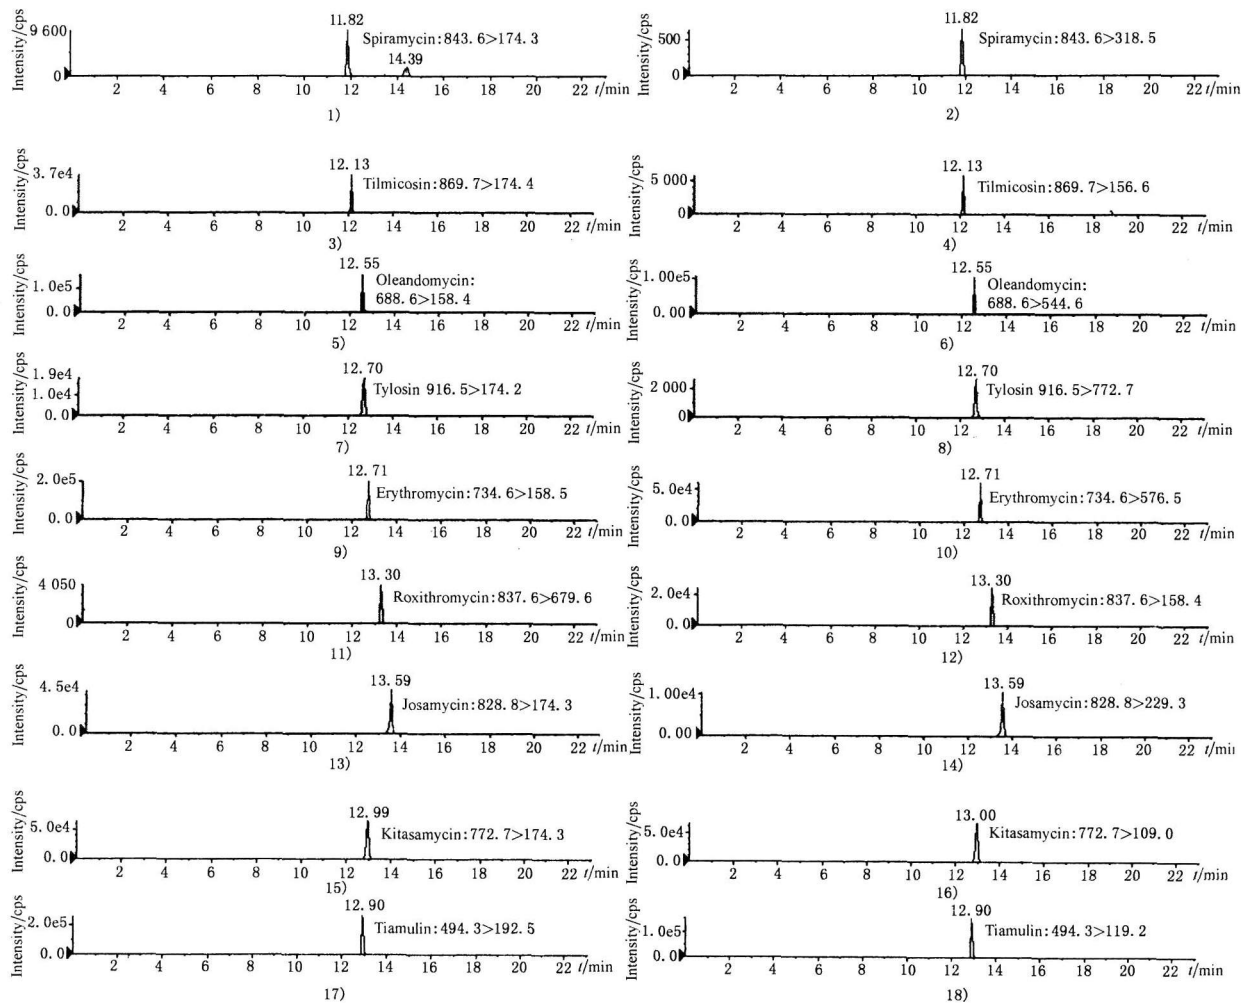 11.82
9 600
Spiramycin:843.6>174.3
14.39
0
Intensity/cps
2 4 6 8 10 12 14 16 18 20 22 t/min
1)
11.82
500
Spiramycin:843.6>318.5
0
Intensity/cps
2 4 6 8 10 12 14 16 18 20 22 t/min
2)
12.13
3.7e4
Tilmicosin:869.7>174.4
0.0
Intensity/cps
2 4 6 8 10 12 14 16 18 20 22 t/min
3)
12.13
5 000
Tilmicosin:869.7>156.6
0
Intensity/cps
2 4 6 8 10 12 14 16 18 20 22 t/min
4)
12.55
Oleandomycin:
1.0e5
688.6>158.4
0.0
Intensity/cps
2 4 6 8 10 12 14 16 18 20 22 t/min
5)
12.55
1.00e5
Oleandomycin:
688.6>544.6
0.00
Intensity/cps
2 4 6 8 10 12 14 16 18 20 22 t/min
6)
12.70
1.9e4
Tylosin 916.5>174.2
1.0e4
0.0
Intensity/cps
2 4 6 8 10 12 14 16 18 20 22 t/min
7)
12.70
2 000
Tylosin 916.5>772.7
0
Intensity/cps
2 4 6 8 10 12 14 16 18 20 22 t/min
8)
12.71
2.0e5
Erythromycin:734.6>158.5
0.0
Intensity/cps
2 4 6 8 10 12 14 16 18 20 22 t/min
9)
12.71
5.0e4
Erythromycin:734.6>576.5
0.0
Intensity/cps
2 4 6 8 10 12 14 16 18 20 22 t/min
10)
13.30
4 050
Roxithromycin:837.6>679.6
0
Intensity/cps
2 4 6 8 10 12 14 16 18 20 22 t/min
11)
13.30
2.0e4
Roxithromycin:837.6>158.4
0.0
Intensity/cps
2 4 6 8 10 12 14 16 18 20 22 t/min
12)
13.59
4.5e4
Josamycin:828.8>174.3
0.0
Intensity/cps
2 4 6 8 10 12 14 16 18 20 22 t/min
13)
13.59
1.00e4
Josamycin:828.8>229.3
0.00
Intensity/cps
2 4 6 8 10 12 14 16 18 20 22
14)
12.99
5.0e4
Kitasamycin:772.7>174.3
0.0
Intensity/cps
2 4 6 8 10 12 14 16 18 20 22 t/min
15)
13.00
5.0e4
Kitasamycin:772.7>109.0
0.0
Intensity/cps
2 4 6 8 10 12 14 16 18 20 22 t/min
16)
12.90
2.0e5
Tiamulin:494.3>192.5
0.0
Intensity/cps
2 4 6 8 10 12 14 16 18 20 22 t/min
17)
12.90
1.0e5
Tiamulin:494.3>119.2
0.0
Intensity/cps
2 4 6 8 10 12 14 16 18 20 22 t/min
18)